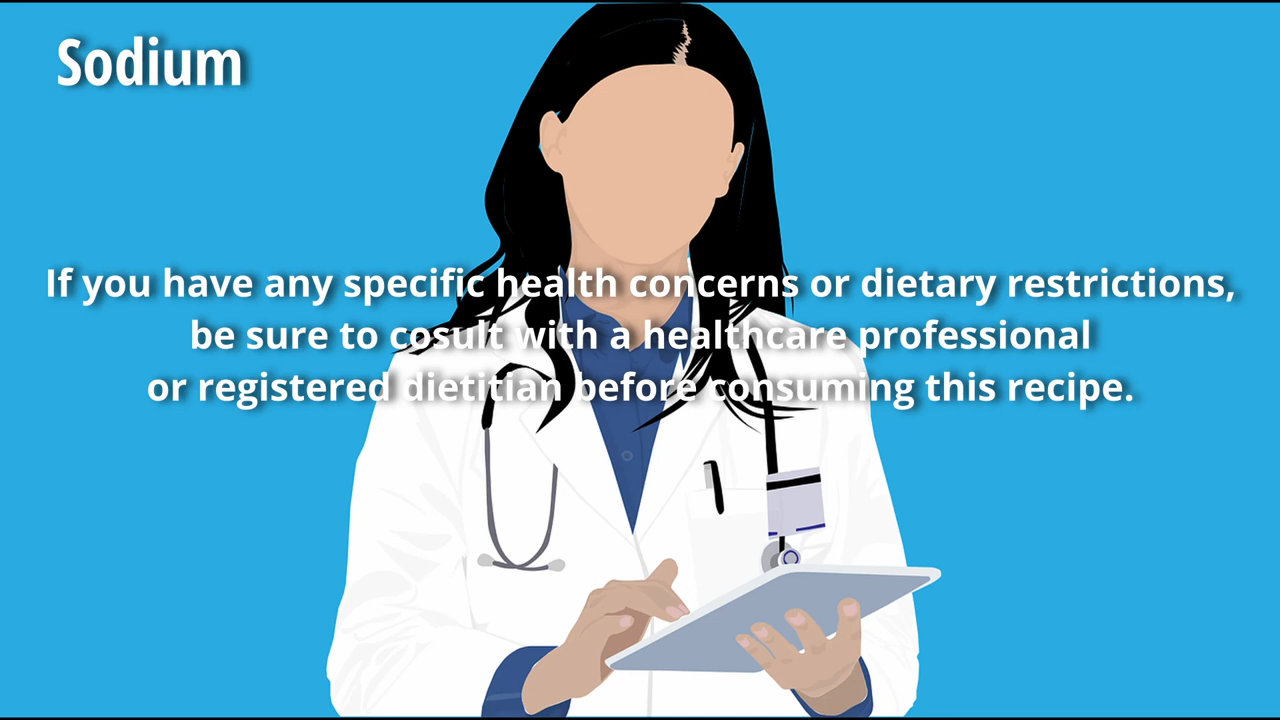 Sodium
If you have any specific health concerns or dietary restrictions,
be sure to cosult with a healthcare professional
or registered dietitian before consuming this recipe.